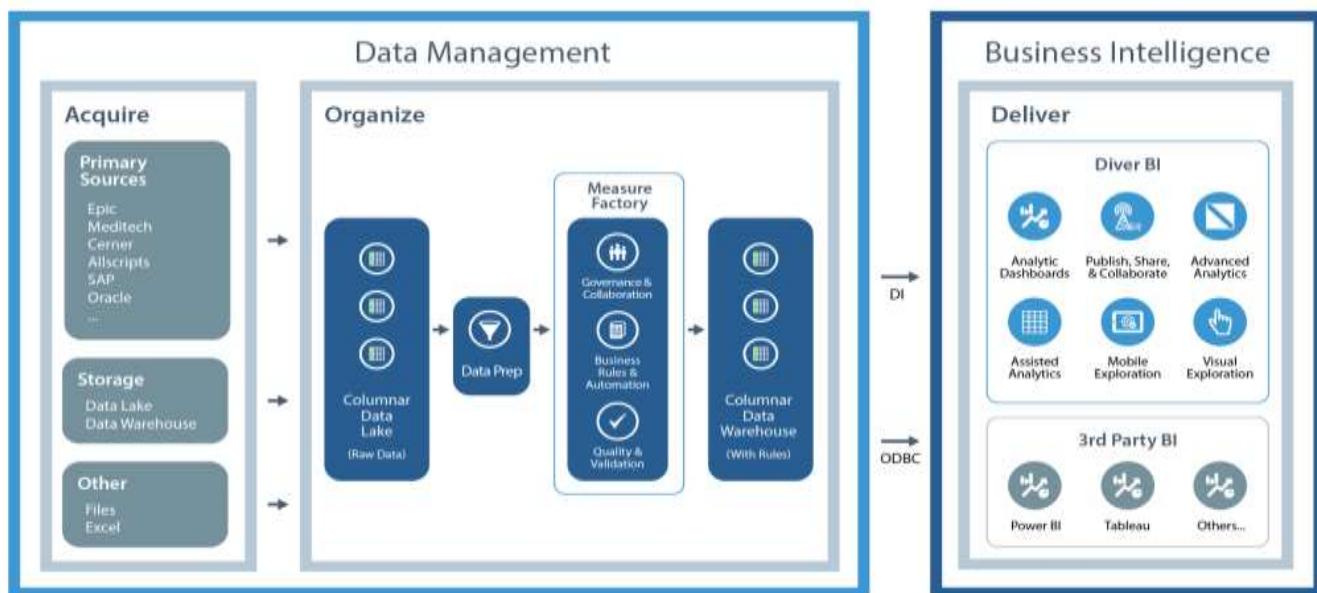 Data Management
Acquire
Primary
Sources
Epic
Meditech
Cerner
Allscripts
SAP
Oracle
...
Storage
Data Lake
Data Warehouse
Other
Files
Excel
Organize
Columnar
Data
Lake
(Raw Data)
Data Prep
Measure
Factory
Governance &
Collaboration
Business
Rules &
Automation
Quality &
Validation
Columnar
Data
Warehouse
(With Rules)
DI
ODBC
Business Intelligence
Deliver
Diver BI
Analytic
Dashboards
Publish, Share,
& Collaborate
Advanced
Analytics
Assisted
Analytics
Mobile
Exploration
Visual
Exploration
3rd Party BI
Power BI
Tableau
Others...